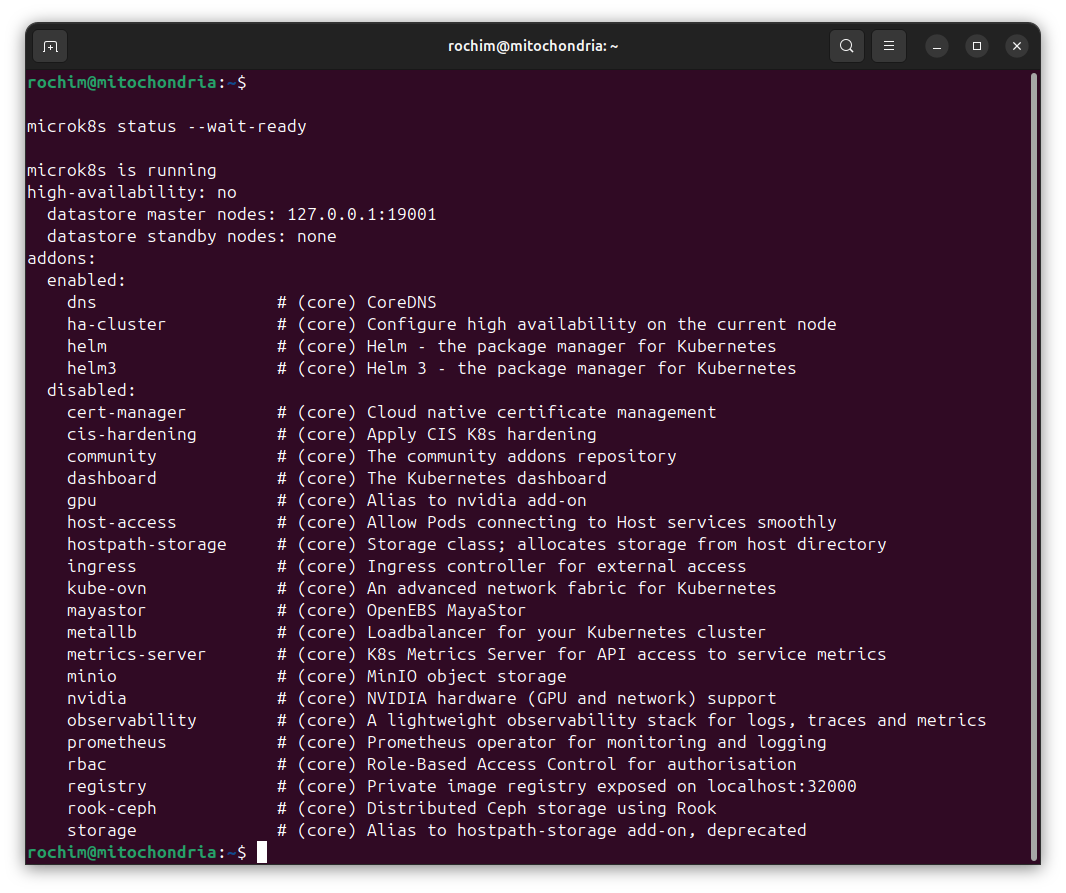 rochim@mitochondria: ~
rochim@mitochondria:~$
microk8s status --wait-ready
microk8s is running
high-availability: no
  datastore master nodes: 127.0.0.1:19001
  datastore standby nodes: none
addons:
  enabled:
    dns                  # (core) CoreDNS
    ha-cluster           # (core) Configure high availability on the current node
    helm                 # (core) Helm - the package manager for Kubernetes
    helm3                # (core) Helm 3 - the package manager for Kubernetes
  disabled:
    cert-manager         # (core) Cloud native certificate management
    cis-hardening        # (core) Apply CIS K8s hardening
    community            # (core) The community addons repository
    dashboard            # (core) The Kubernetes dashboard
    gpu                  # (core) Alias to nvidia add-on
    host-access          # (core) Allow Pods connecting to Host services smoothly
    hostpath-storage     # (core) Storage class; allocates storage from host directory
    ingress              # (core) Ingress controller for external access
    kube-ovn             # (core) An advanced network fabric for Kubernetes
    mayastor             # (core) OpenEBS MayaStor
    metallb              # (core) Loadbalancer for your Kubernetes cluster
    metrics-server       # (core) K8s Metrics Server for API access to service metrics
    minio                # (core) MinIO object storage
    nvidia               # (core) NVIDIA hardware (GPU and network) support
    observability        # (core) A lightweight observability stack for logs, traces and metrics
    prometheus           # (core) Prometheus operator for monitoring and logging
    rbac                 # (core) Role-Based Access Control for authorisation
    registry             # (core) Private image registry exposed on localhost:32000
    rook-ceph            # (core) Distributed Ceph storage using Rook
    storage              # (core) Alias to hostpath-storage add-on, deprecated
rochim@mitochondria:~$